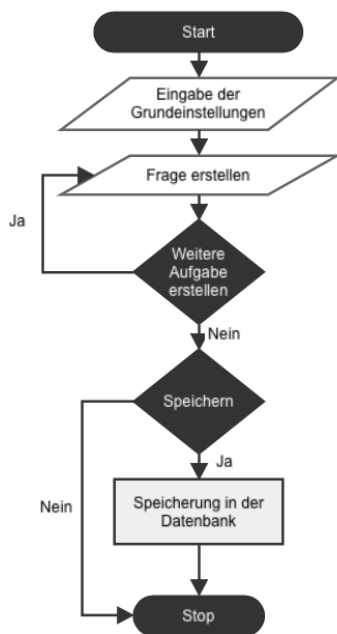 Start
Eingabe der
Grundeinstellungen
Frage erstellen
Ja
Weitere
Aufgabe
erstellen
Nein
Speichern
Ja
Nein
Speicherung in der
Datenbank
Stop